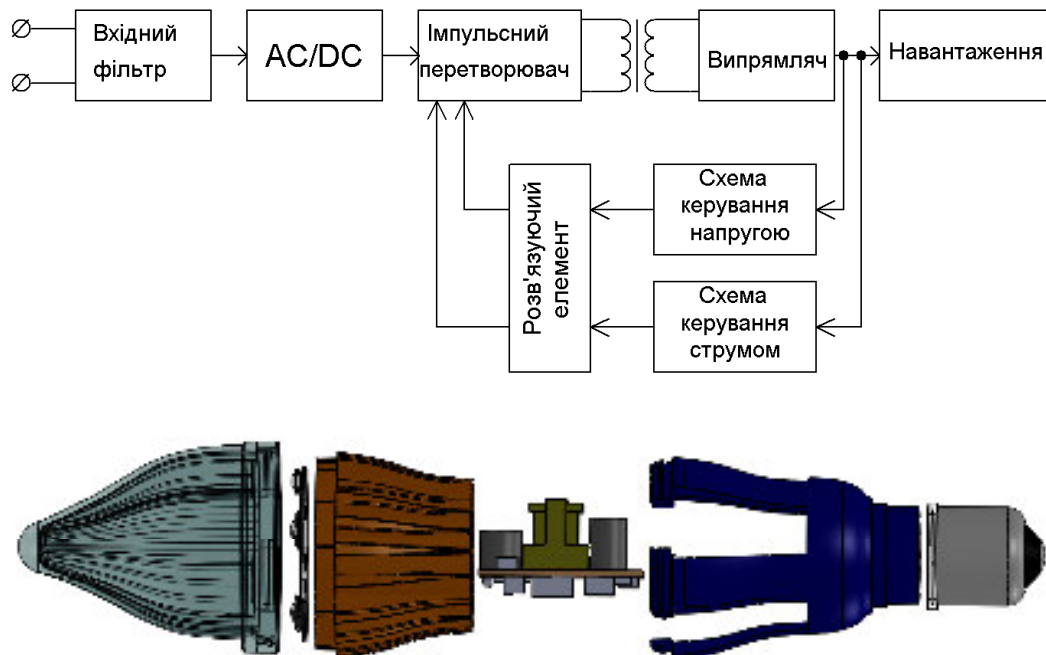 Вхідний
фільтр
AC/DC
Імпульсний
перетворювач
Випрямляч
Навантаження
Розв'язуючий
елемент
Схема
керування
напругою
Схема
керування
струмом